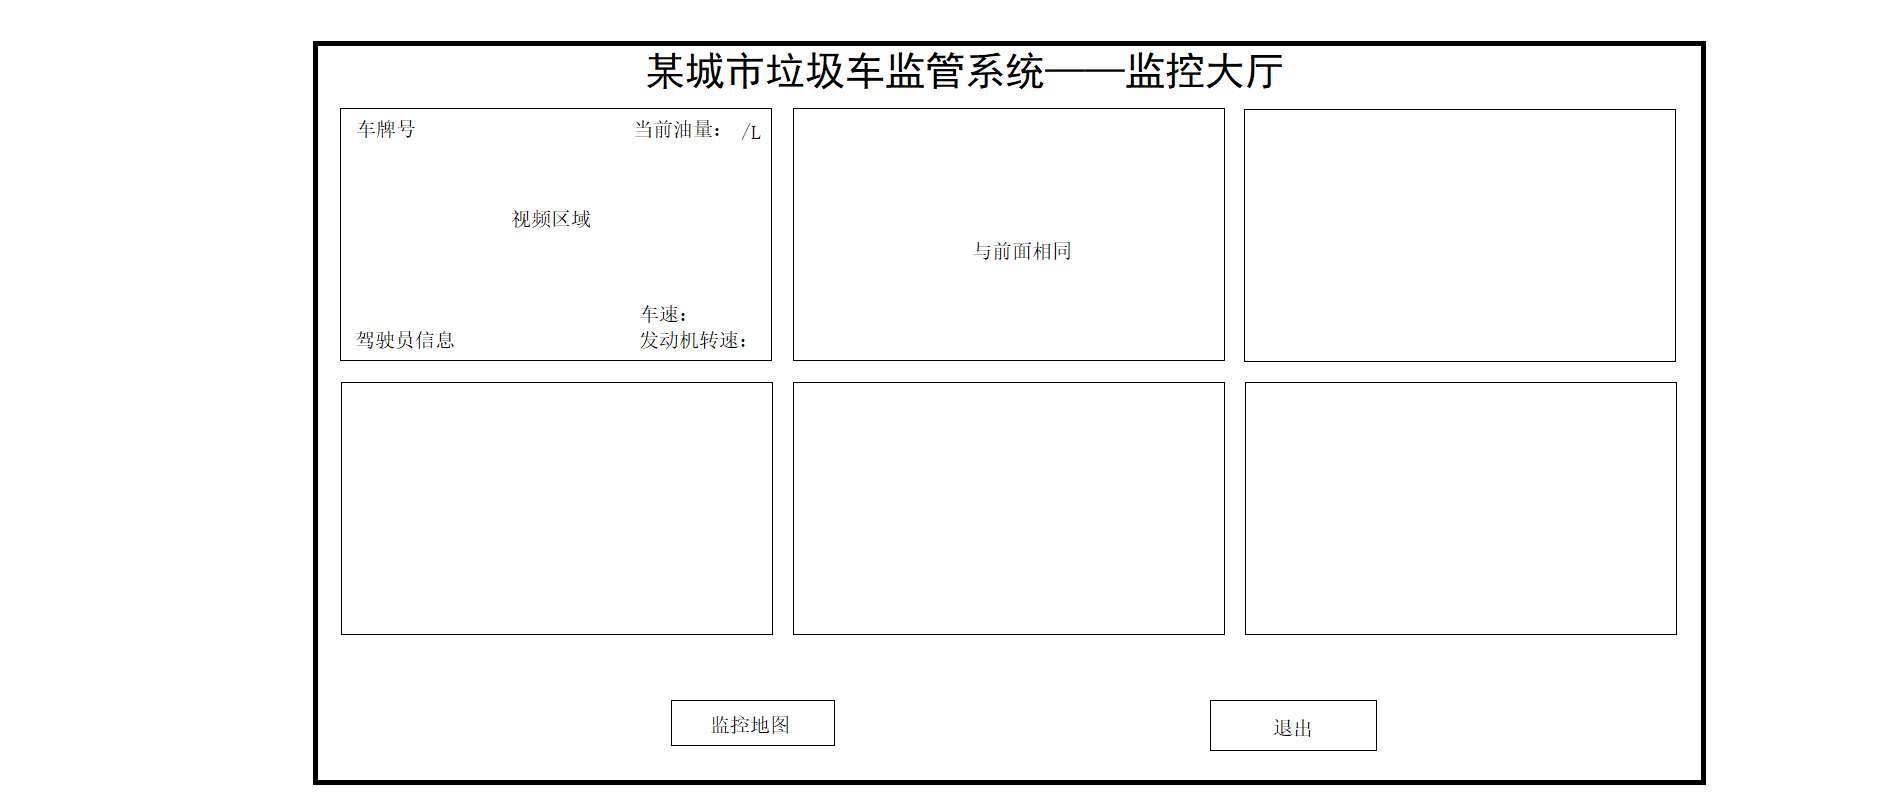 某城市垃圾车监管系统——监控大厅
车牌号
当前油量： /L
视频区域
车速：
驾驶员信息
发动机转速：
与前面相同
监控地图
退出